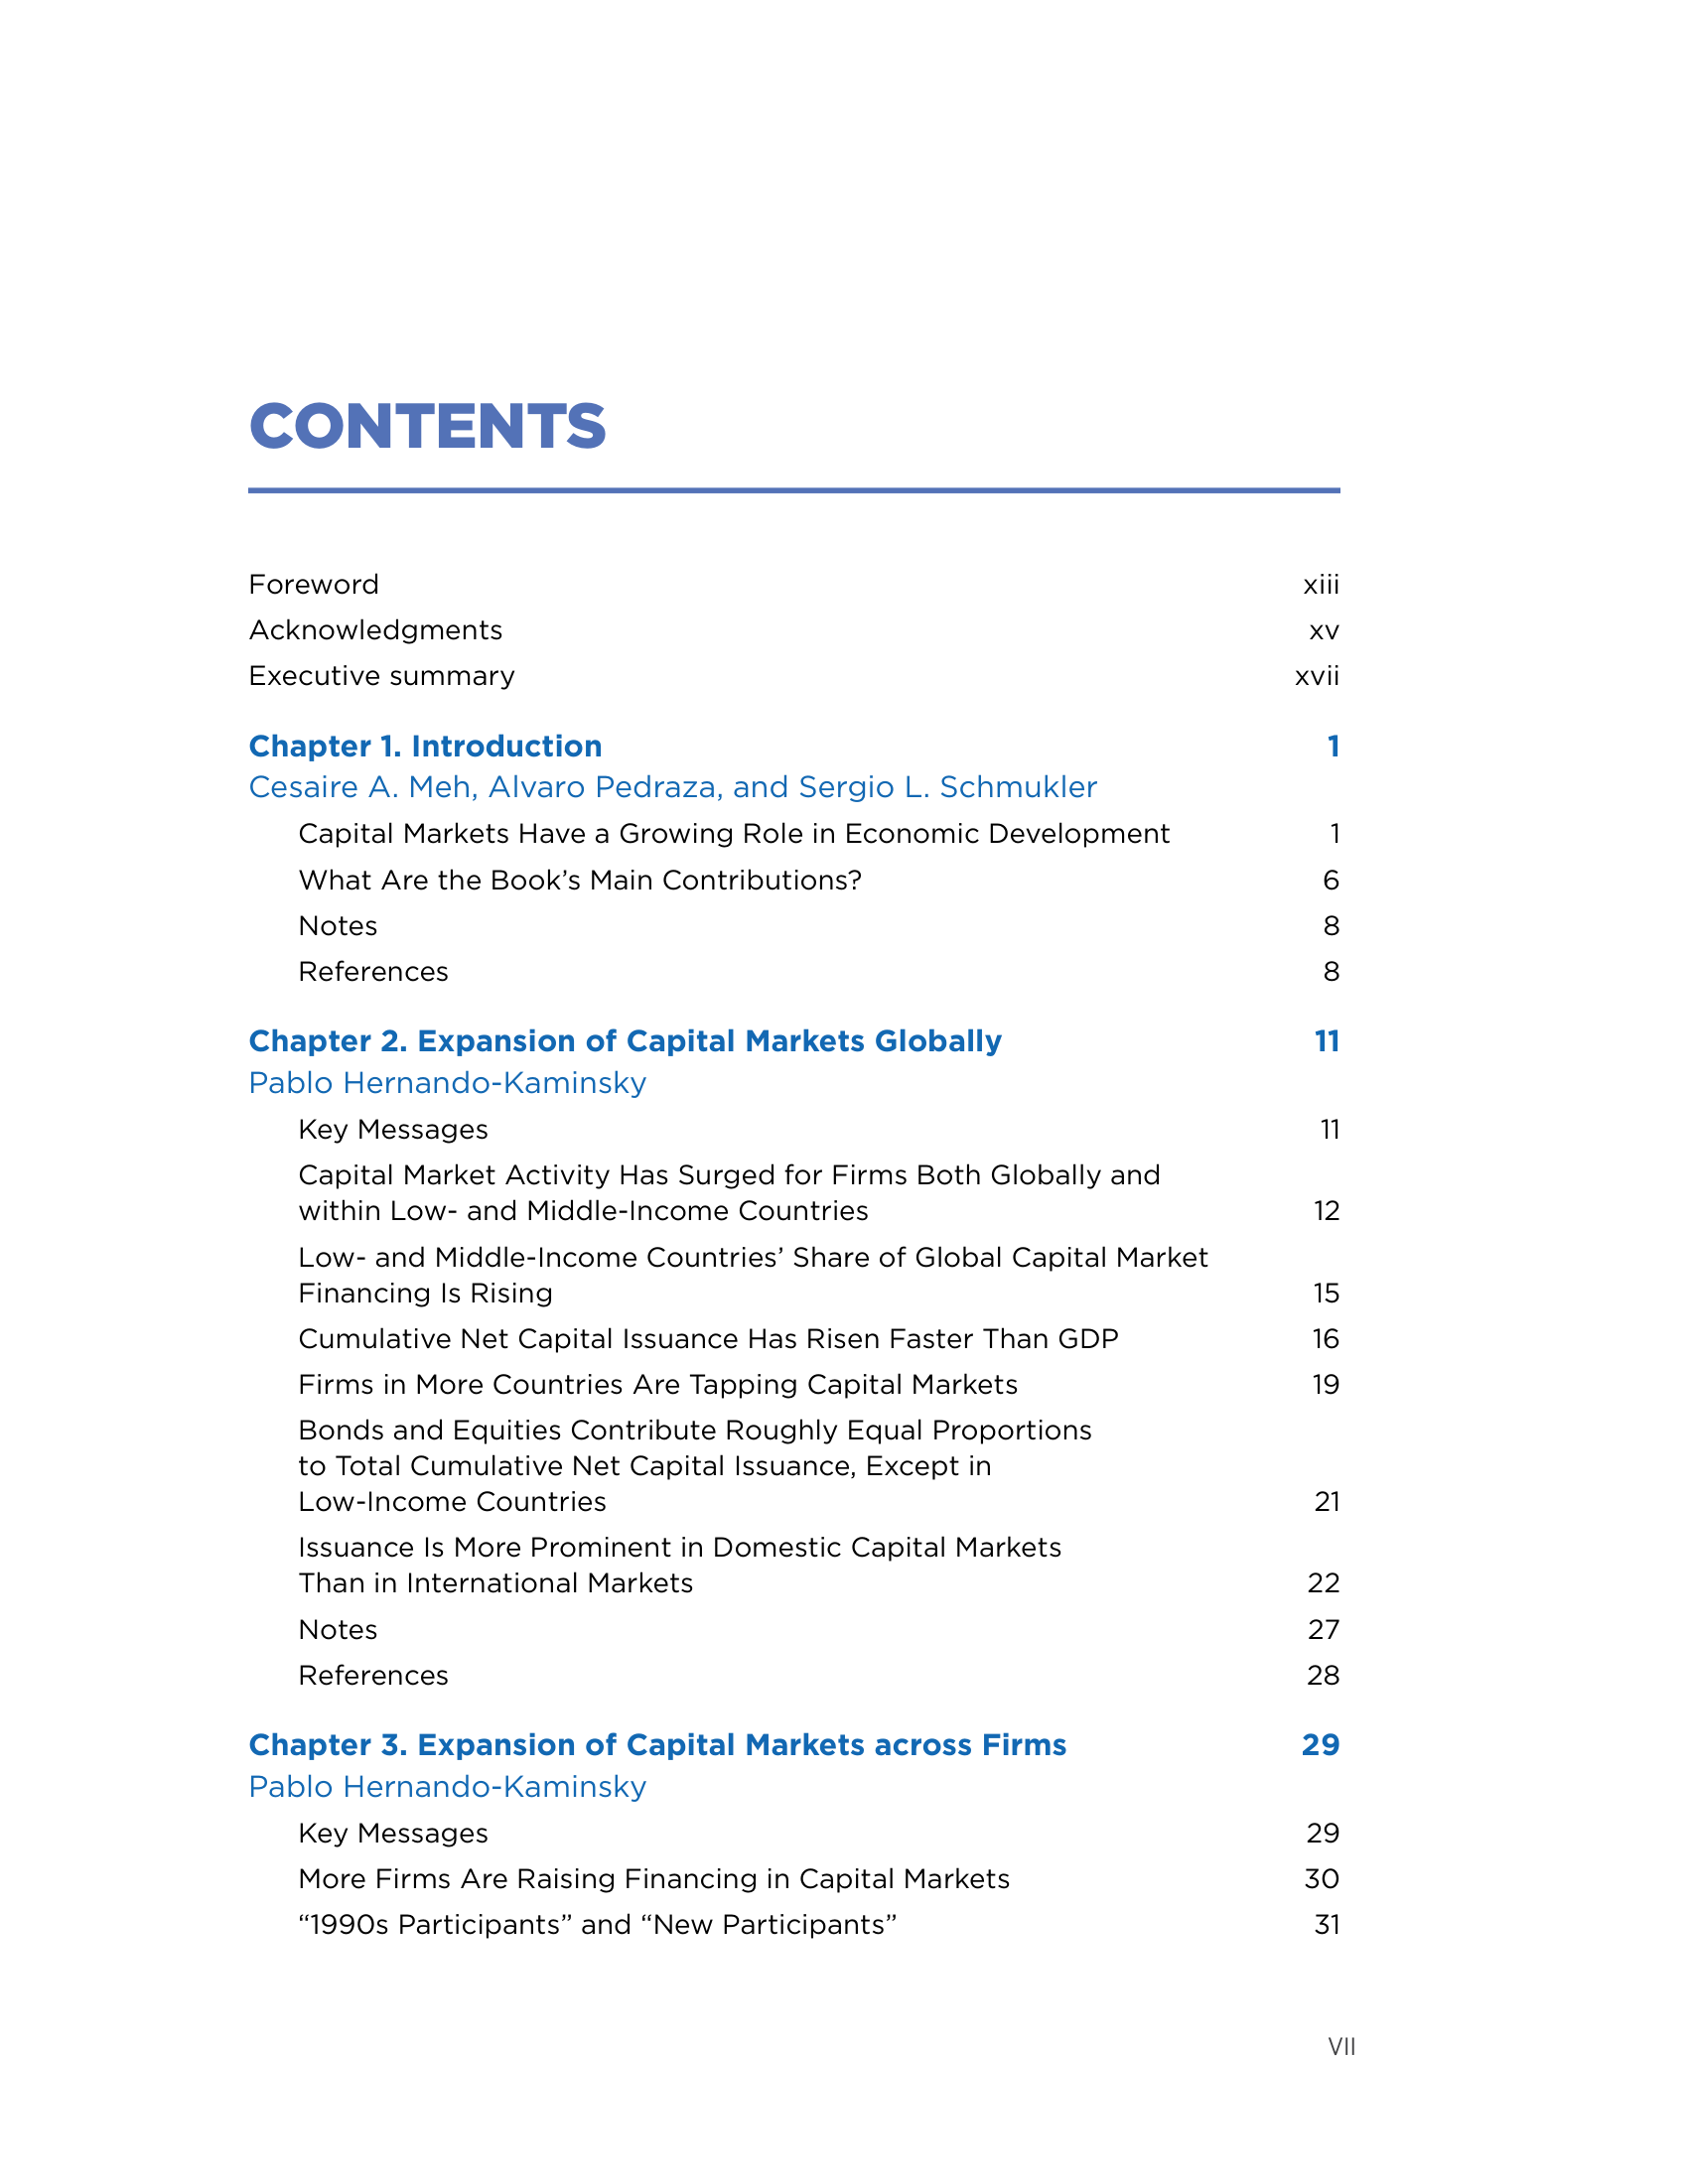 CONTENTS
Foreword xiii
Acknowledgments xv
Executive summary xvii
Chapter 1. Introduction 1
Cesaire A. Meh, Alvaro Pedraza, and Sergio L. Schmukler
Capital Markets Have a Growing Role in Economic Development 1
What Are the Book’s Main Contributions? 6
Notes 8
References 8
Chapter 2. Expansion of Capital Markets Globally 11
Pablo Hernando-Kaminsky
Key Messages 11
Capital Market Activity Has Surged for Firms Both Globally and
within Low- and Middle-Income Countries 12
Low- and Middle-Income Countries’ Share of Global Capital Market
Financing Is Rising 15
Cumulative Net Capital Issuance Has Risen Faster Than GDP 16
Firms in More Countries Are Tapping Capital Markets 19
Bonds and Equities Contribute Roughly Equal Proportions
to Total Cumulative Net Capital Issuance, Except in
Low-Income Countries 21
Issuance Is More Prominent in Domestic Capital Markets
Than in International Markets 22
Notes 27
References 28
Chapter 3. Expansion of Capital Markets across Firms 29
Pablo Hernando-Kaminsky
Key Messages 29
More Firms Are Raising Financing in Capital Markets 30
“1990s Participants” and “New Participants” 31
VII